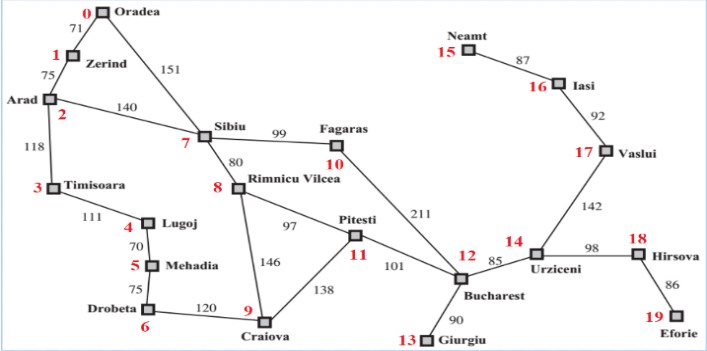 0 Oradea
71
Neamt
15
87
1 Zerind
16 Iasi
75
151
Arad
2
140
92
Sibiu
7
99
Fagaras
10
118
17 Vaslui
80
8 Rimnicu Vilcea
3 Timisoara
111
97
211
142
Pitesti
11
4 Lugoj
18
14
98
Hirsova
70
146
12
85
Urziceni
5 Mehadia
101
Bucharest
86
75
138
Drobeta
6
120
9
Craiova
90
19
Eforie
13 Giurgiu